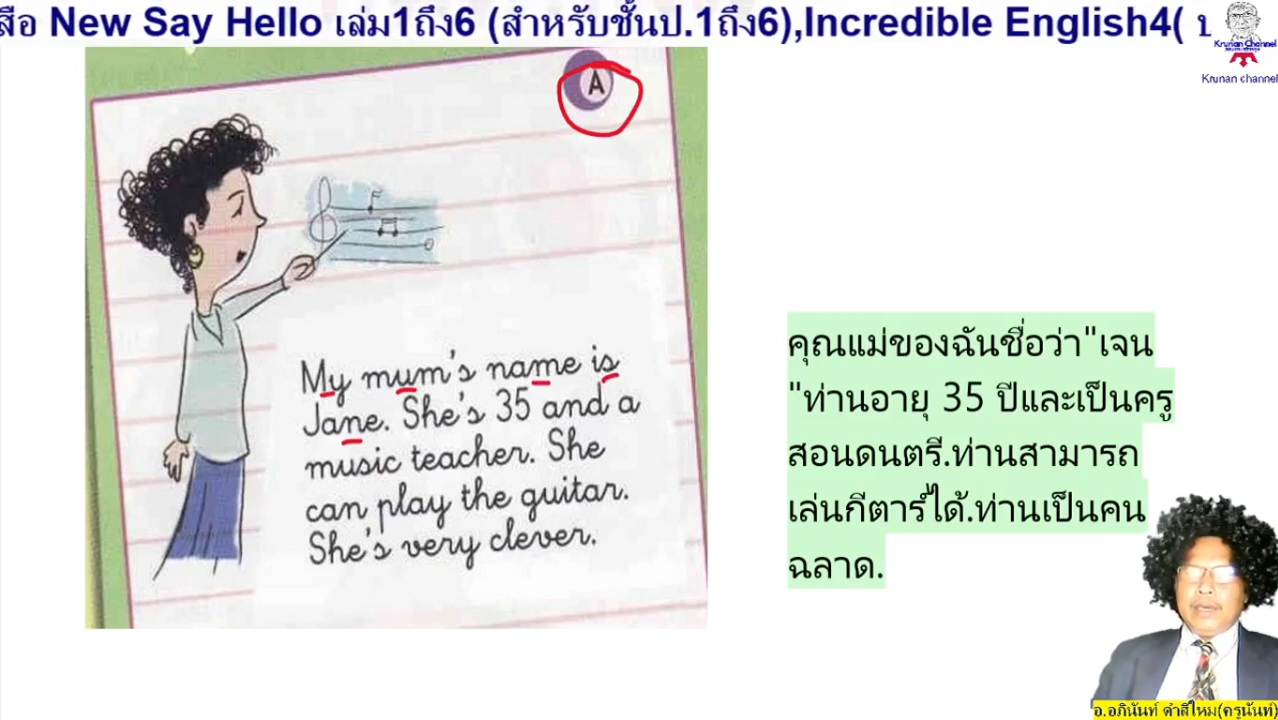 สือ New Say Hello เล่ม1ถึง6 (สำหรับชั้นป.1ถึง6),Incredible English4( ป
Krunan Channel
Krunan channel
A
My mum's name is
Jane. She's 35 and a
music teacher. She
can play the guitar.
She's very clever.
คุณแม่ของฉันชื่อว่า"เจน
"ท่านอายุ 35 ปีและเป็นครู
สอนดนตรี.ท่านสามารถ
เล่นกีตาร์ได้.ท่านเป็นคน
ฉลาด.
อ.อภินันท์ ดำสีใหม(ครูนันท์)